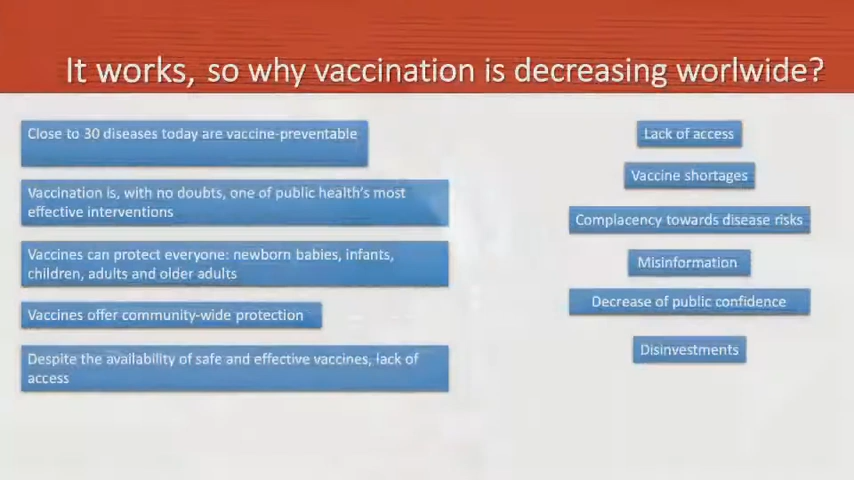 It works, so why vaccination is decreasing worlwide?
Close to 30 diseases today are vaccine-preventable
Vaccination is, with no doubts, one of public health's most
effective interventions
Vaccines can protect everyone: newborn babies, infants,
children, adults and older adults
Vaccines offer community-wide protection
Despite the availability of safe and effective vaccines, lack of
access
Lack of access
Vaccine shortages
Complacency towards disease risks
Misinformation
Decrease of public confidence
Disinvestments